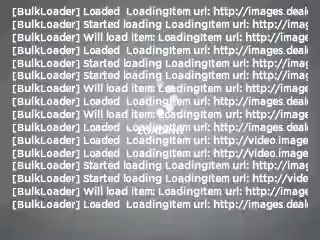 [BulkLoader] Loaded LoadingItem url: http://images.deal
[BulkLoader] Started loading LoadingItem url: http://imag
[BulkLoader] Will load item: LoadingItem url: http://image
[BulkLoader] Loaded LoadingItem url: http://images.deal
[BulkLoader] Started loading LoadingItem url: http://imag
[BulkLoader] Started loading LoadingItem url: http://imag
[BulkLoader] Will load item: LoadingItem url: http://image
[BulkLoader] Loaded LoadingItem url: http://images.deal
[BulkLoader] Will load item: LoadingItem url: http://image
[BulkLoader] Loaded LoadingItem url: http://images.deal
[BulkLoader] Loaded LoadingItem url: http://video.image
[BulkLoader] Loaded LoadingItem url: http://video.image
[BulkLoader] Started loading LoadingItem url: http://imag
[BulkLoader] Started loading LoadingItem url: http://vide
[BulkLoader] Will load item: LoadingItem url: http://image
[BulkLoader] Loaded LoadingItem url: http://images.deal